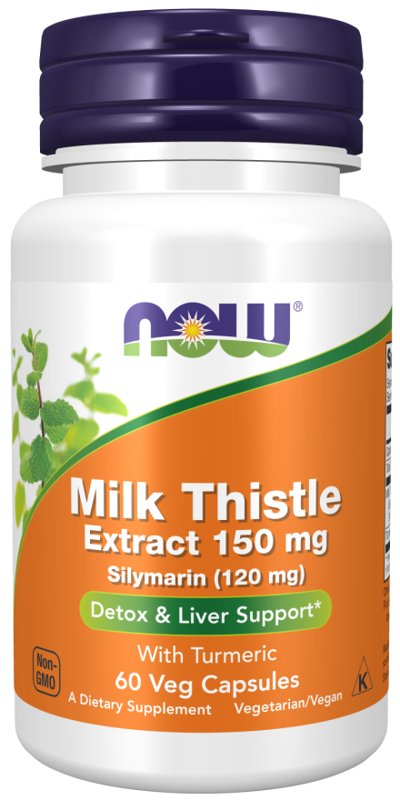 NOW®
Milk Thistle
Extract 150 mg
Silymarin (120 mg)
Detox & Liver Support*
With Turmeric
60 Veg Capsules
Non-
GMO
K
A Dietary Supplement Vegetarian/Vegan